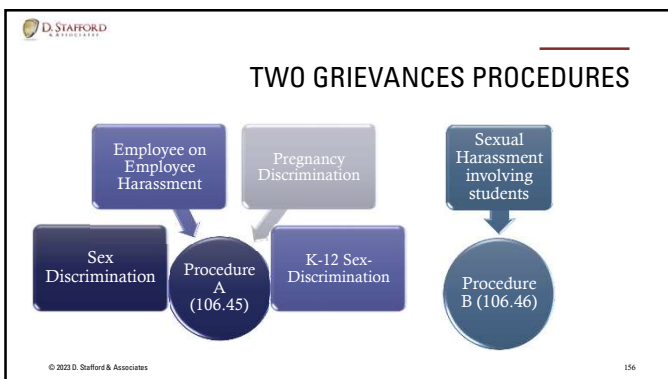 D. STAFFORD
& ASSOCIATES
TWO GRIEVANCES PROCEDURES
Employee on
Employee
Harassment
Pregnancy
Discrimination
Sexual
Harassment
involving
students
Sex
Discrimination
Procedure
A
(106.45)
K-12 Sex-
Discrimination
Procedure
B (106.46)
© 2023 D. Stafford & Associates
156